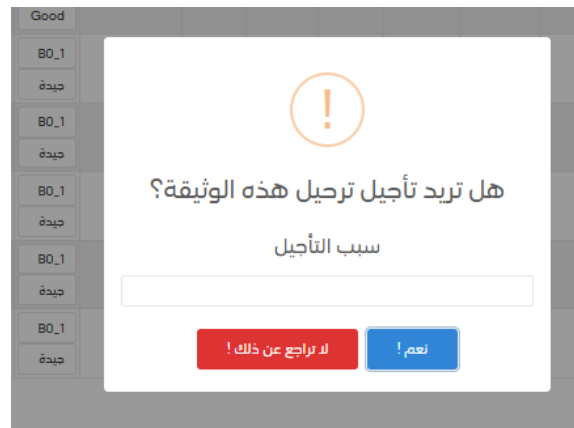 Good
B0_1
جيدة
B0_1
جيدة
B0_1
جيدة
B0_1
جيدة
B0_1
جيدة
!
هل تريد تأجيل ترحيل هذه الوثيقة؟
سبب التأجيل
نعم !
لا تراجع عن ذلك !